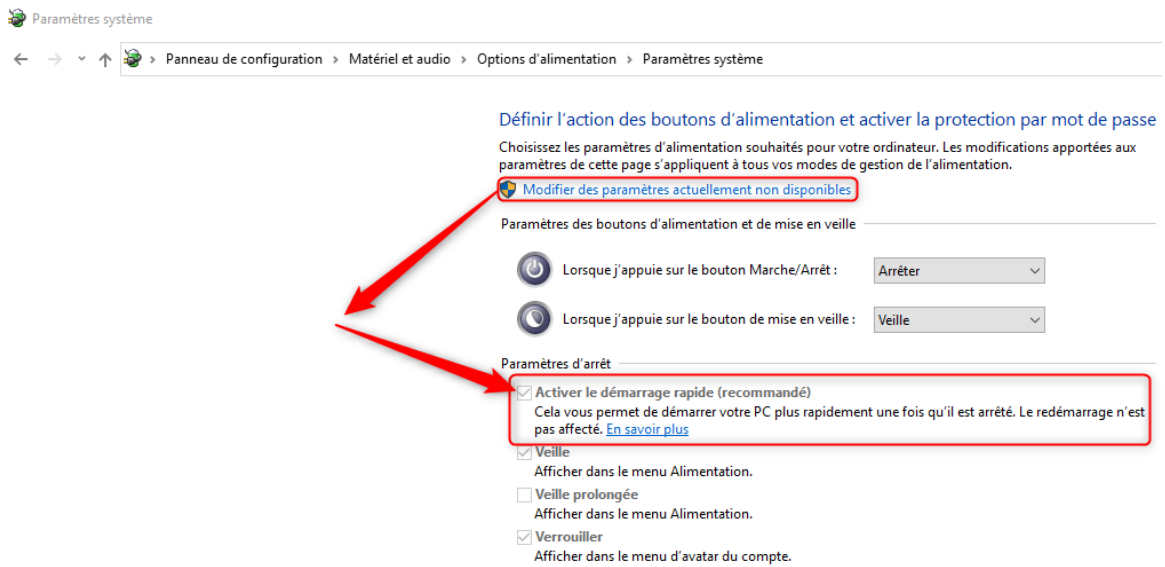 Paramètres système
Panneau de configuration > Matériel et audio > Options d'alimentation > Paramètres système
Définir l'action des boutons d'alimentation et activer la protection par mot de passe
Choisissez les paramètres d'alimentation souhaités pour votre ordinateur. Les modifications apportées aux
paramètres de cette page s'appliquent à tous vos modes de gestion de l'alimentation.
Modifier des paramètres actuellement non disponibles
Paramètres des boutons d'alimentation et de mise en veille
Lorsque j'appuie sur le bouton Marche/Arrêt : Arrêter
Lorsque j'appuie sur le bouton de mise en veille : Veille
Paramètres d'arrêt
Activer le démarrage rapide (recommandé)
Cela vous permet de démarrer votre PC plus rapidement une fois qu'il est arrêté. Le redémarrage n'est
pas affecté. En savoir plus
Veille
Afficher dans le menu Alimentation.
Veille prolongée
Afficher dans le menu Alimentation.
Verrouiller
Afficher dans le menu d'avatar du compte.